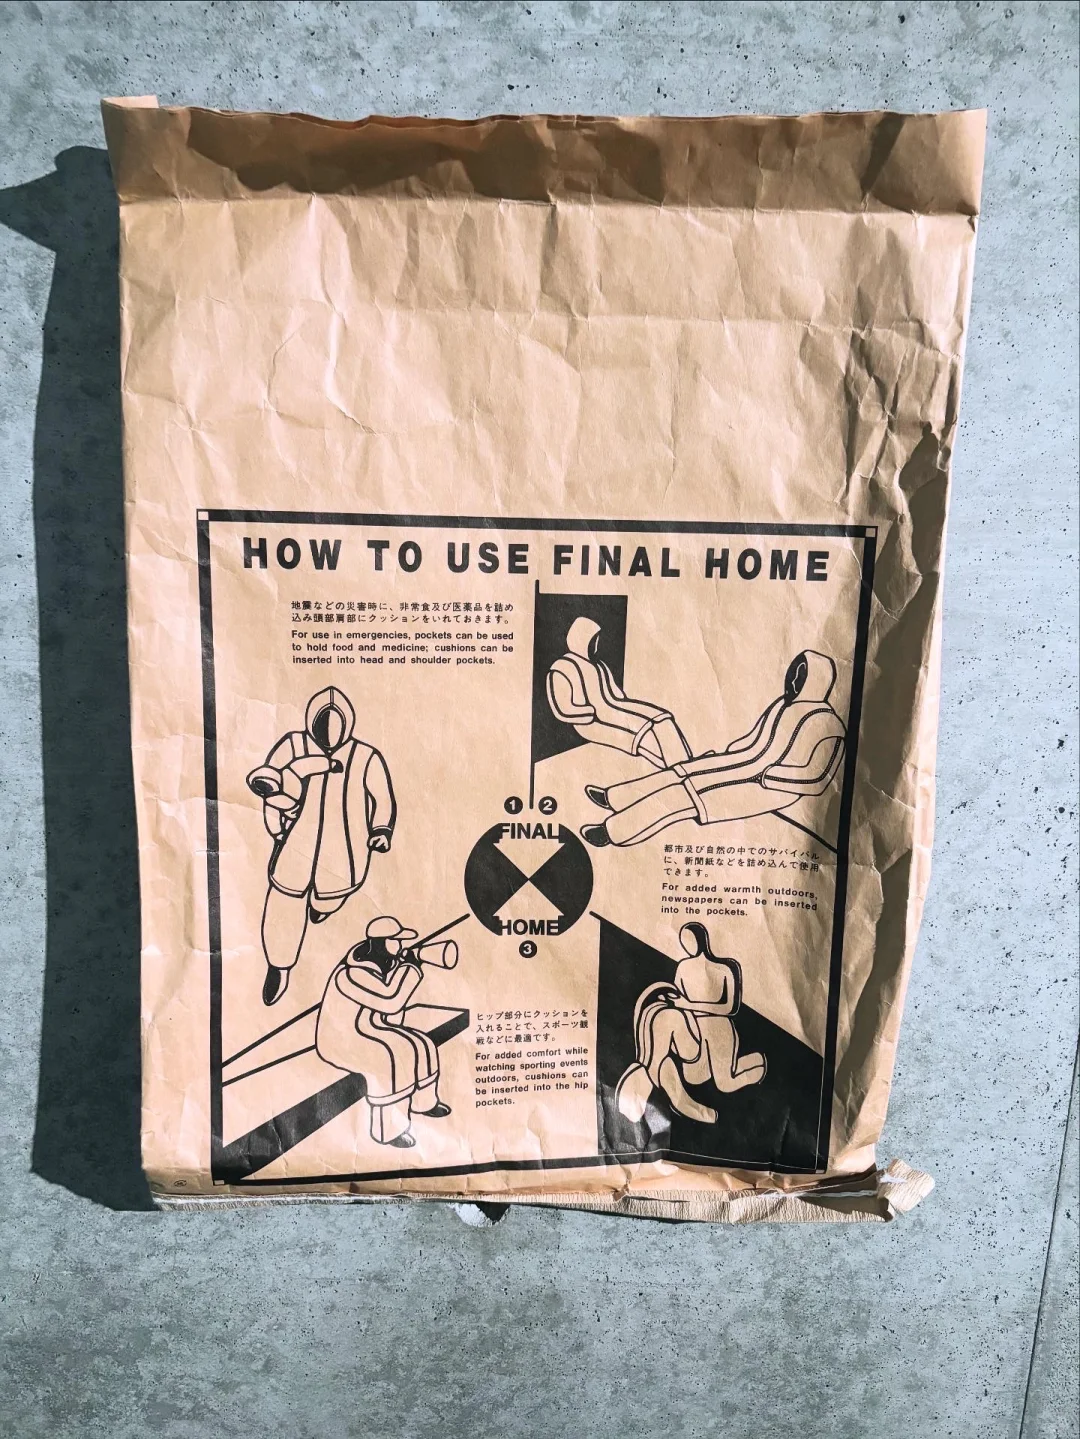 HOW TO USE FINAL HOME
地震などの災害時に、非常食及び医薬品を詰め
込み頭部肩部にクッションをいれておきます。
For use in emergencies, pockets can be used
to hold food and medicine; cushions can be
inserted into head and shoulder pockets.
1 2
FINAL
HOME
3
都市及び自然の中でのサバイバル
に、新聞紙などを詰め込んで使用
できます。
For added warmth outdoors,
newspapers can be inserted
into the pockets.
ヒップ部分にクッションを
入れることで、スポーツ観
戦などに最適です。
For added comfort while
watching sporting events
outdoors, cushions can
be inserted into the hip
pockets.